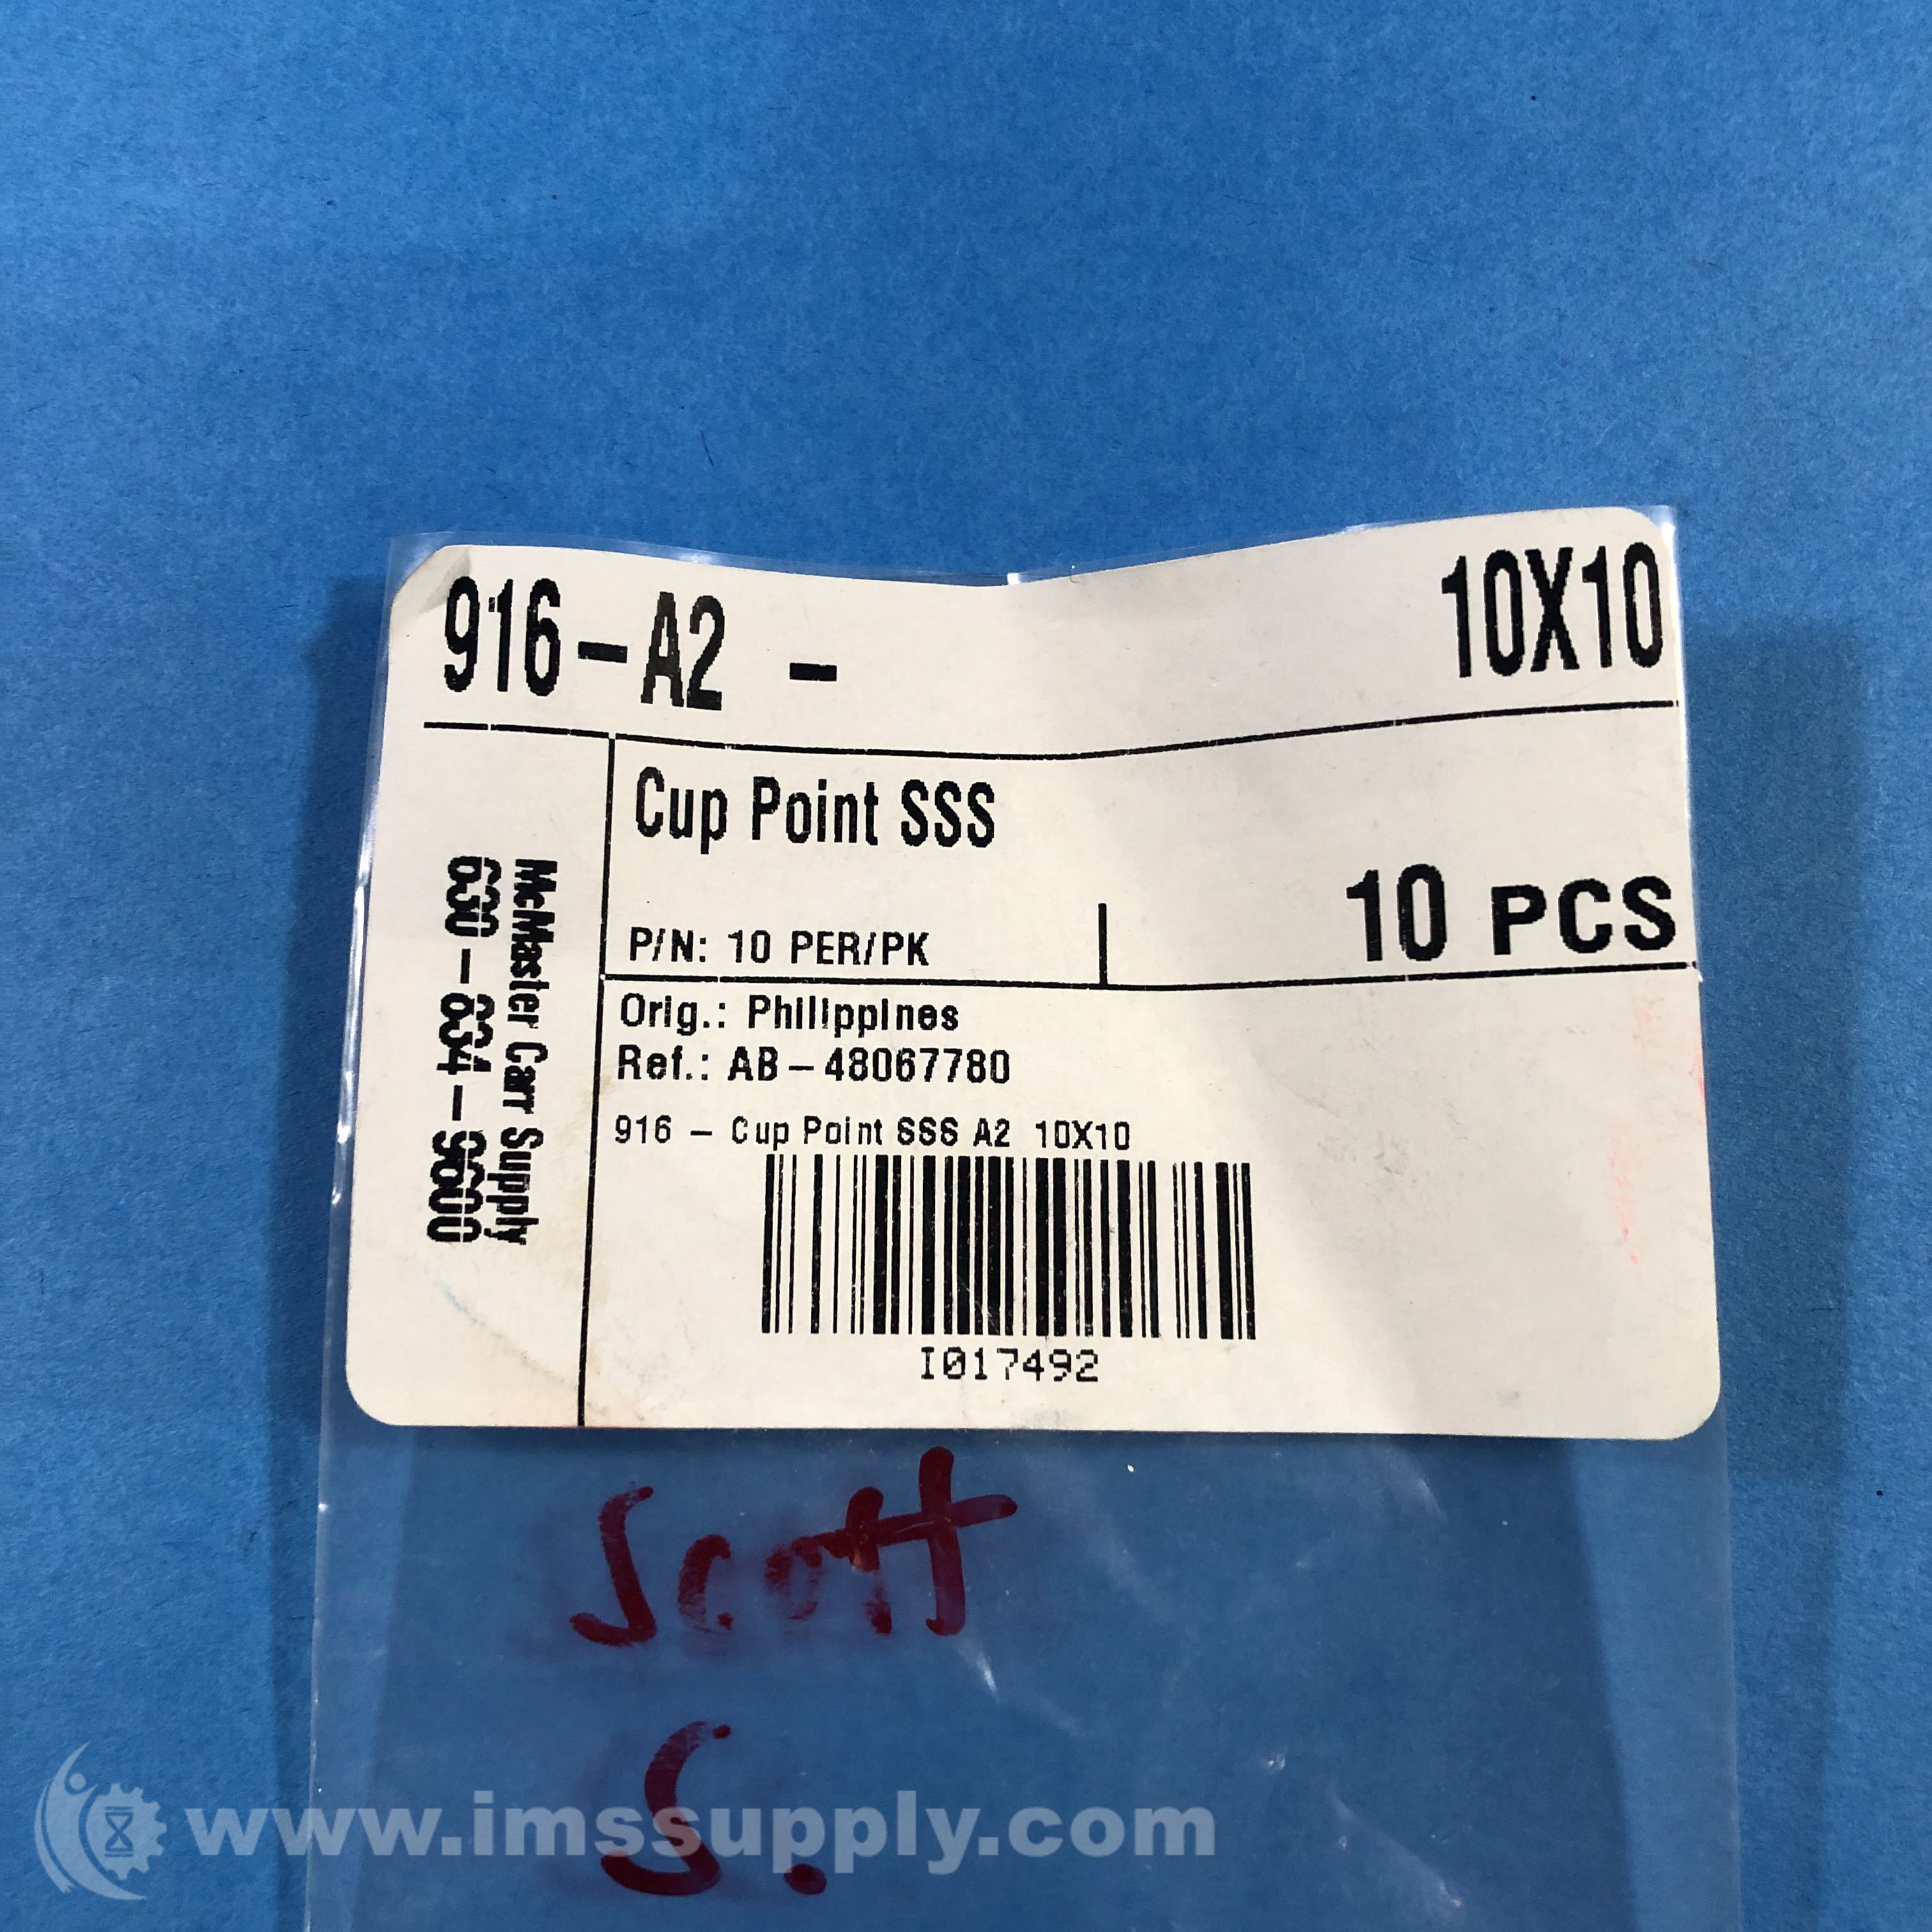 916-A2 - 10X10
Cup Point SSS
P/N: 10 PER/PK 10 PCS
McMaster Carr Supply
630-834-9600
Orig.: Philippines
Ref.: AB-48067780
916 - Cup Point SSS A2 10X10
I017492
Scott
S.
www.imssupply.com